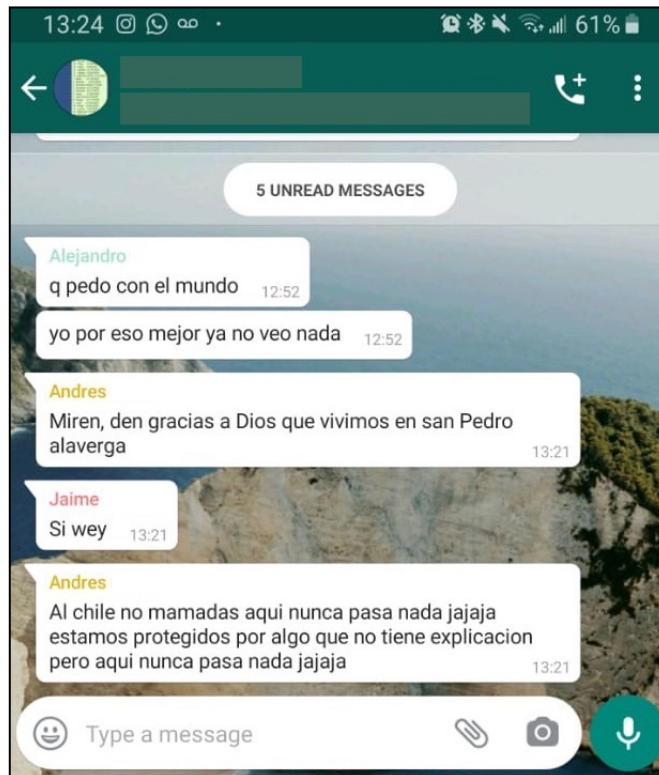 13:24
61%
5 UNREAD MESSAGES
Alejandro
q pedo con el mundo 12:52
yo por eso mejor ya no veo nada 12:52
Andres
Miren, den gracias a Dios que vivimos en san Pedro
alaverga 13:21
Jaime
Si wey 13:21
Andres
Al chile no mamadas aqui nunca pasa nada jajaja
estamos protegidos por algo que no tiene explicacion
pero aqui nunca pasa nada jajaja 13:21
Type a message